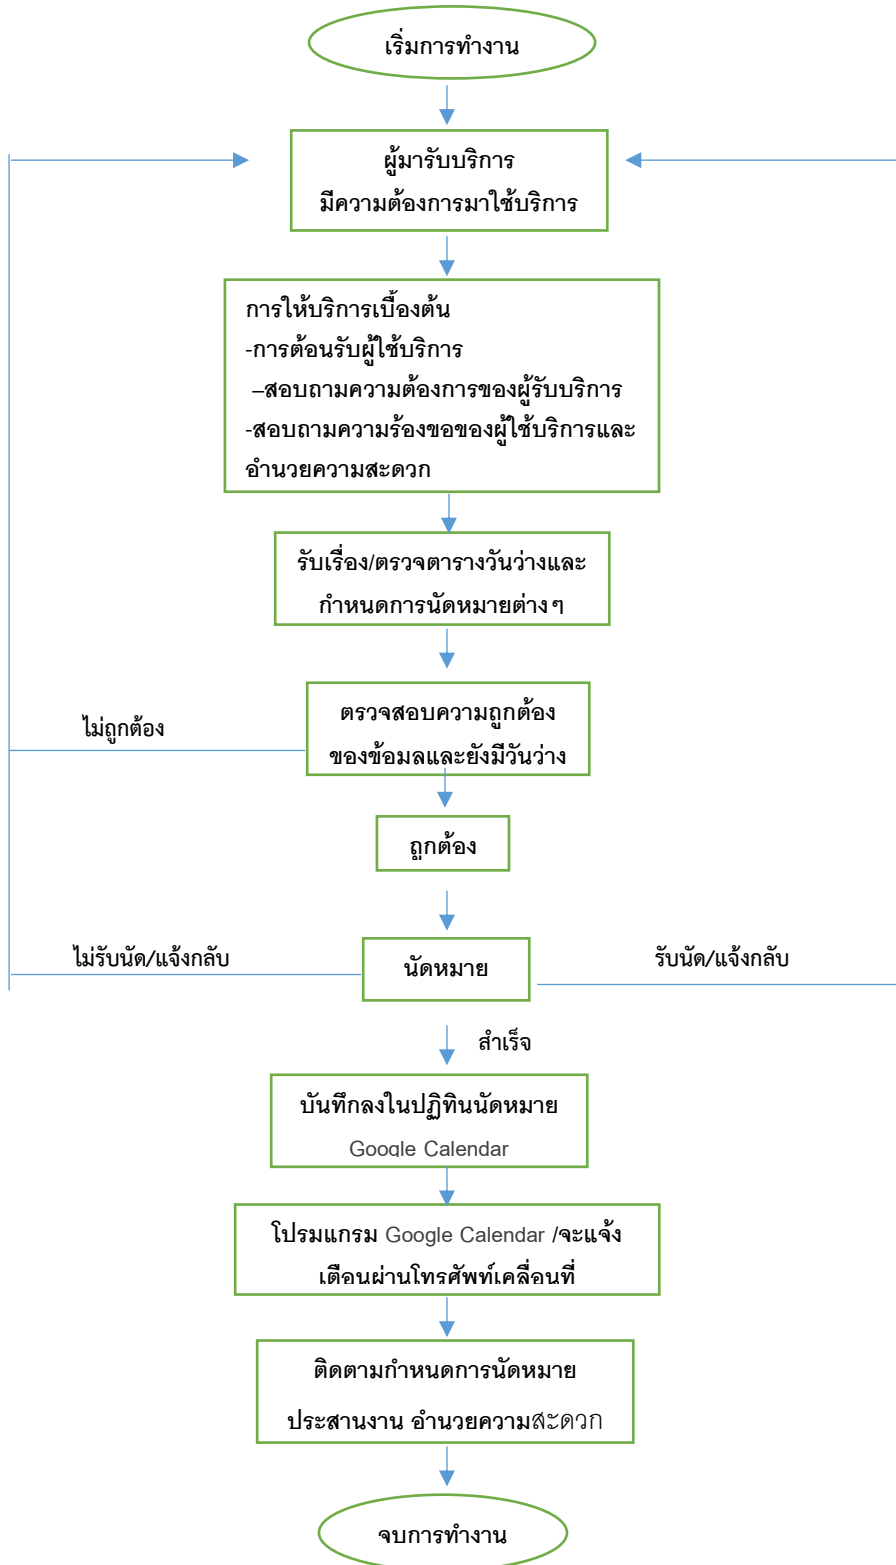 เริ่มการทำงาน
ผู้มารับบริการ
มีความต้องการมาใช้บริการ
การให้บริการเบื้องต้น
-การต้อนรับผู้ใช้บริการ
–สอบถามความต้องการของผู้รับบริการ
-สอบถามความร้องขอของผู้ใช้บริการและ
อำนวยความสะดวก
รับเรื่อง/ตรวจตารางวันว่างและ
กำหนดการนัดหมายต่างๆ
ไม่ถูกต้อง
ตรวจสอบความถูกต้อง
ของข้อมลและยังมีวันว่าง
ถูกต้อง
ไม่รับนัด/แจ้งกลับ
นัดหมาย
รับนัด/แจ้งกลับ
สำเร็จ
บันทึกลงในปฏิทินนัดหมาย
Google Calendar
โปรมแกรม Google Calendar /จะแจ้ง
เตือนผ่านโทรศัพท์เคลื่อนที่
ติดตามกำหนดการนัดหมาย
ประสานงาน อำนวยความสะดวก
จบการทำงาน